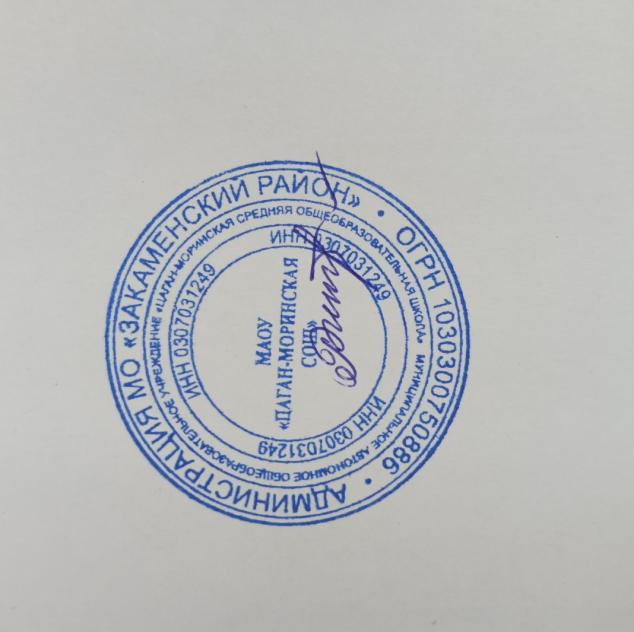 АДМИНИСТРАЦИЯ МО «ЗАКАМЕНСКИЙ РАЙОН» • ОГРН 1030300750886 •
МУНИЦИПАЛЬНОЕ АВТОНОМНОЕ ОБЩЕОБРАЗОВАТЕЛЬНОЕ УЧРЕЖДЕНИЕ «ЦАГАН-МОРИНСКАЯ СРЕДНЯЯ ОБЩЕОБРАЗОВАТЕЛЬНАЯ ШКОЛА»
ИНН 0307031249 ИНН 0307031249 ИНН 0307031249
МАОУ
«ЦАГАН-МОРИНСКАЯ
СОШ»